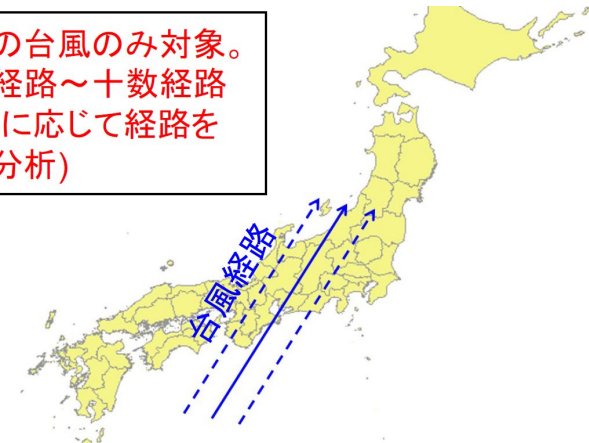 の台風のみ対象。
経路～十数経路
に応じて経路を
分析)
台風経路